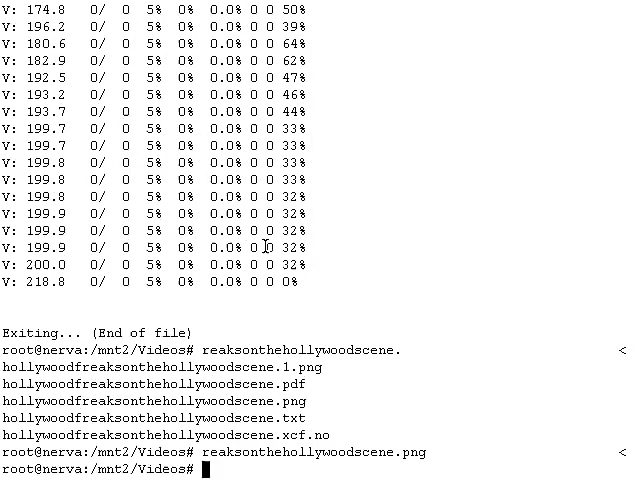 V: 174.8   0/  0  5%  0%  0.0% 0 0 50%
V: 196.2   0/  0  5%  0%  0.0% 0 0 39%
V: 180.6   0/  0  5%  0%  0.0% 0 0 64%
V: 182.9   0/  0  5%  0%  0.0% 0 0 62%
V: 192.5   0/  0  5%  0%  0.0% 0 0 47%
V: 193.2   0/  0  5%  0%  0.0% 0 0 46%
V: 193.7   0/  0  5%  0%  0.0% 0 0 44%
V: 199.7   0/  0  5%  0%  0.0% 0 0 33%
V: 199.7   0/  0  5%  0%  0.0% 0 0 33%
V: 199.8   0/  0  5%  0%  0.0% 0 0 33%
V: 199.8   0/  0  5%  0%  0.0% 0 0 33%
V: 199.8   0/  0  5%  0%  0.0% 0 0 32%
V: 199.9   0/  0  5%  0%  0.0% 0 0 32%
V: 199.9   0/  0  5%  0%  0.0% 0 0 32%
V: 199.9   0/  0  5%  0%  0.0% 0 0 32%
V: 200.0   0/  0  5%  0%  0.0% 0 0 32%
V: 218.8   0/  0  5%  0%  0.0% 0 0 0%
Exiting... (End of file)
root@nerva:/mnt2/Videos# reaksonthehollywoodscene. <
hollywoodfreaksonthehollywoodscene.1.png
hollywoodfreaksonthehollywoodscene.pdf
hollywoodfreaksonthehollywoodscene.png
hollywoodfreaksonthehollywoodscene.txt
hollywoodfreaksonthehollywoodscene.xcf.no
root@nerva:/mnt2/Videos# reaksonthehollywoodscene.png <
root@nerva:/mnt2/Videos#